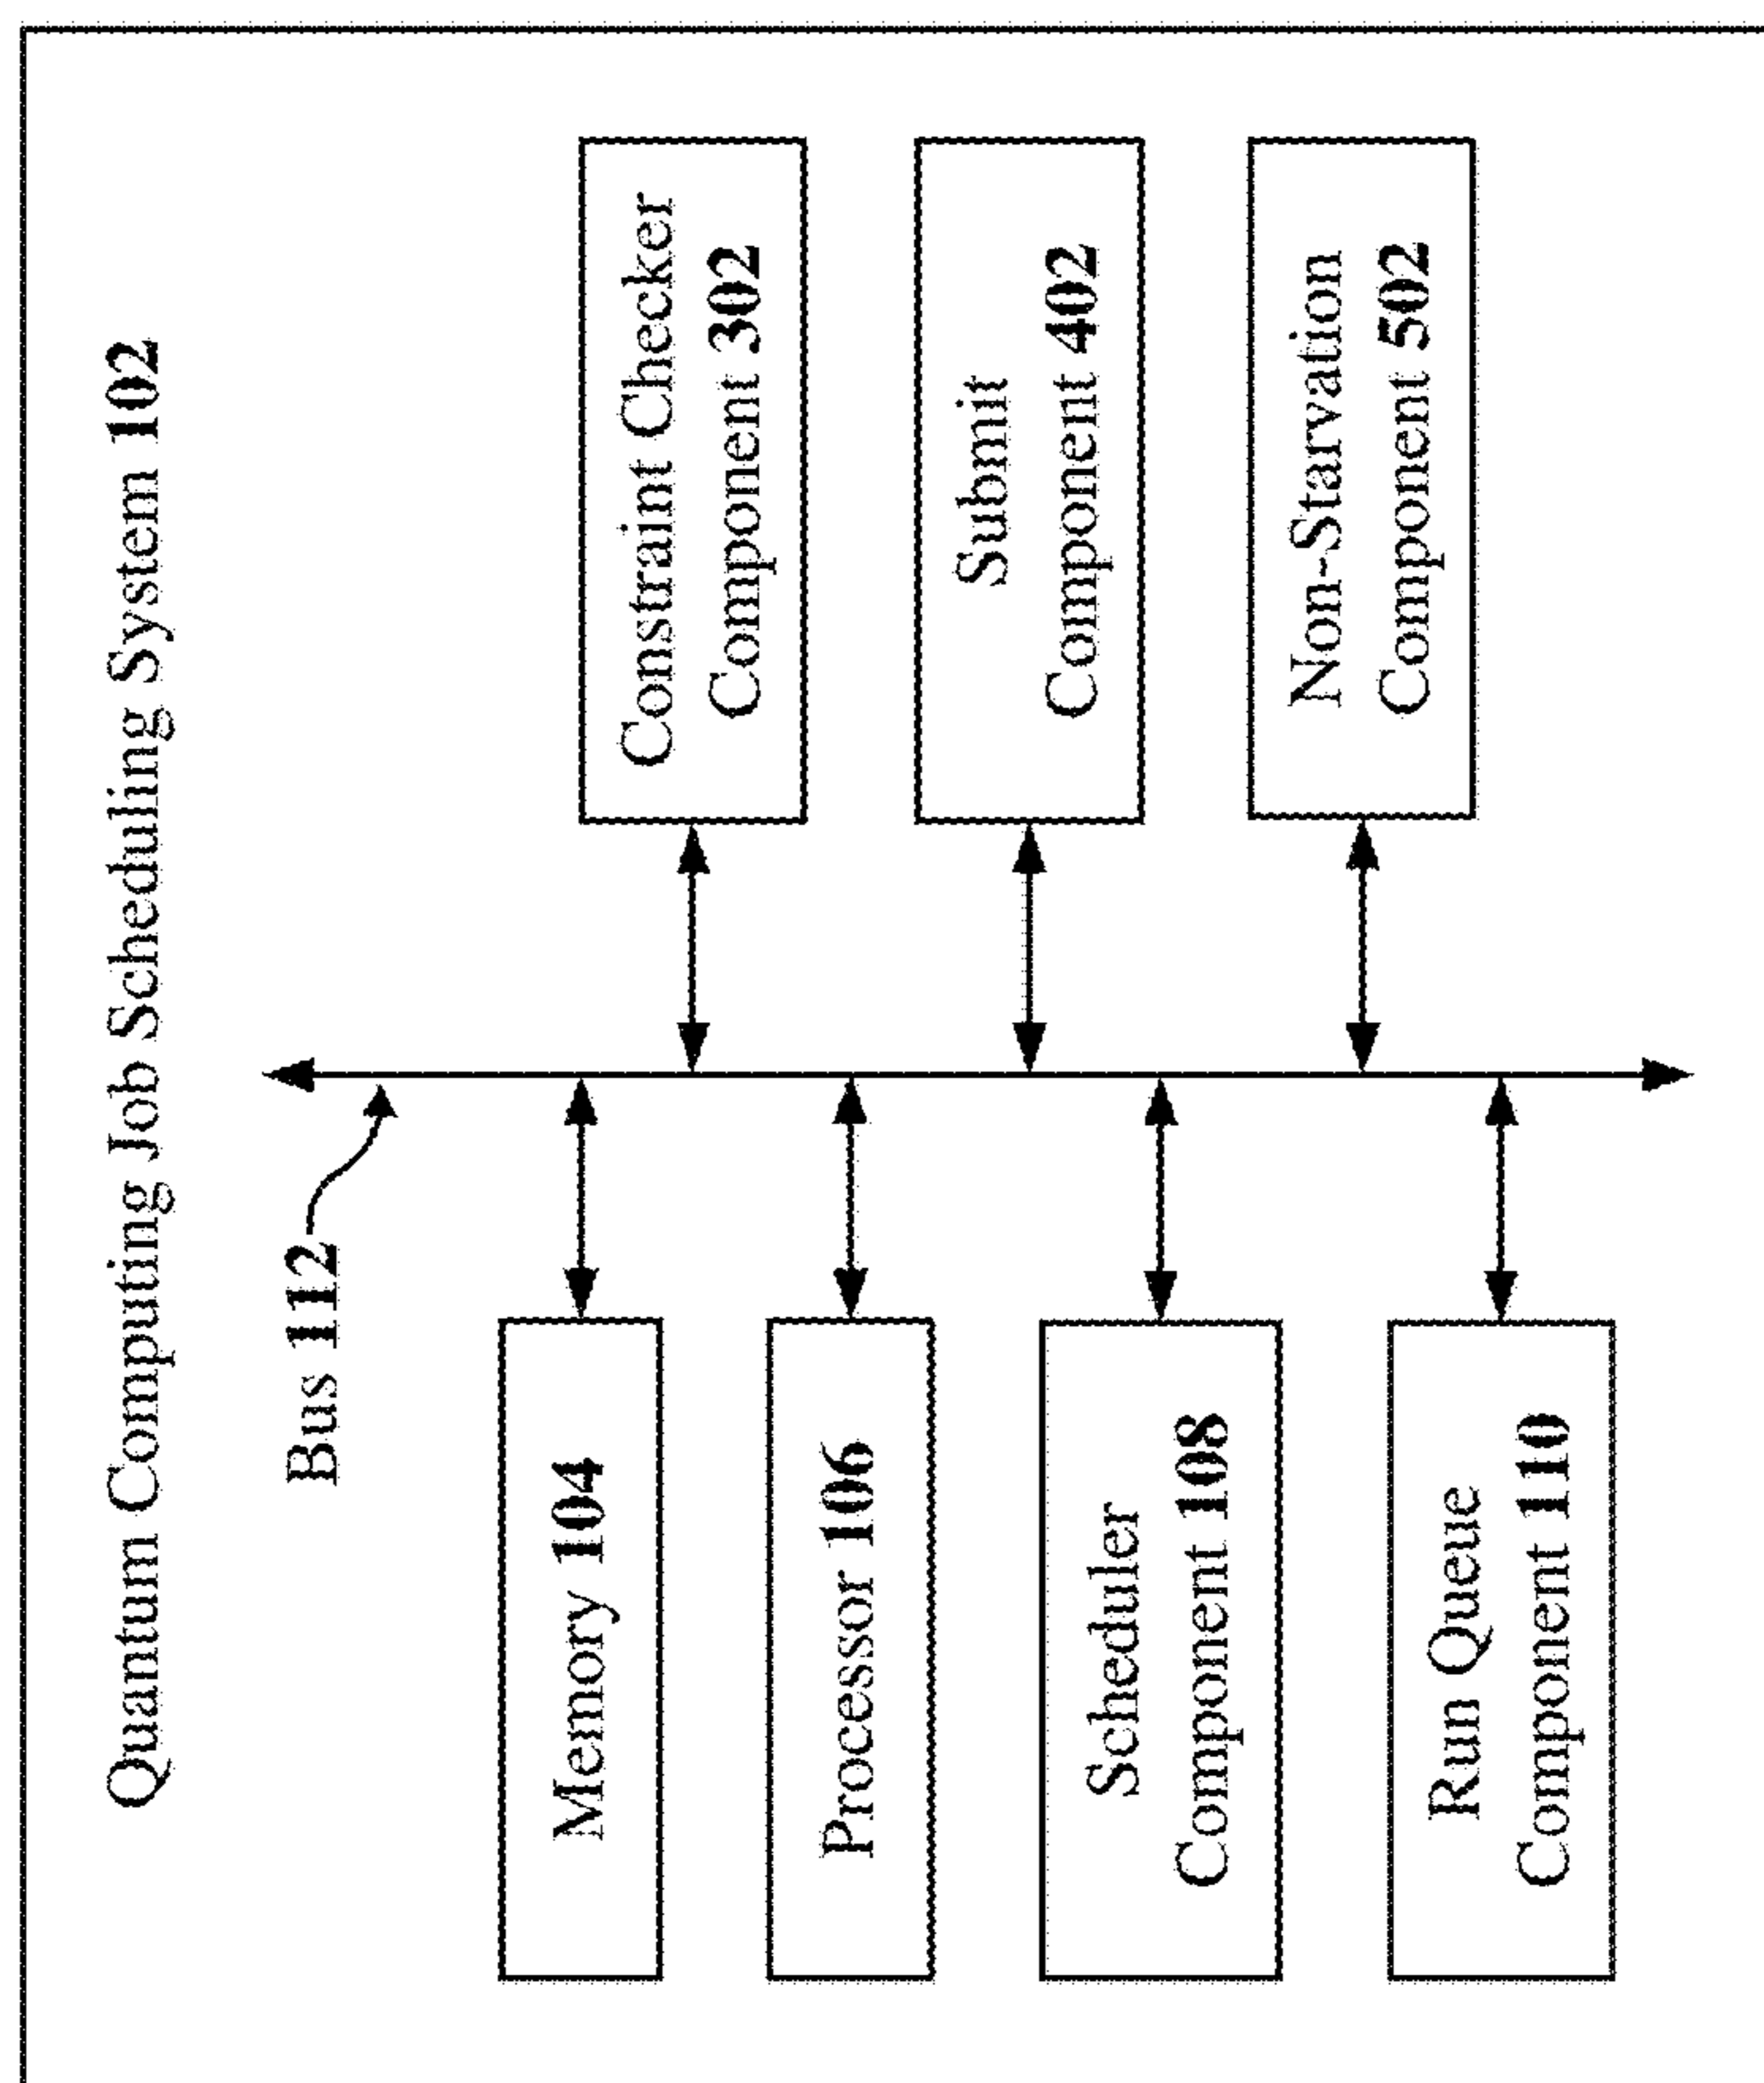 Quantum Computing Job Scheduling System 102
Bus 112
Memory 104
Processor 106
Scheduler
Component 108
Run Queue
Component 110
Constraint Checker
Component 302
Submit
Component 402
Non-Starvation
Component 502